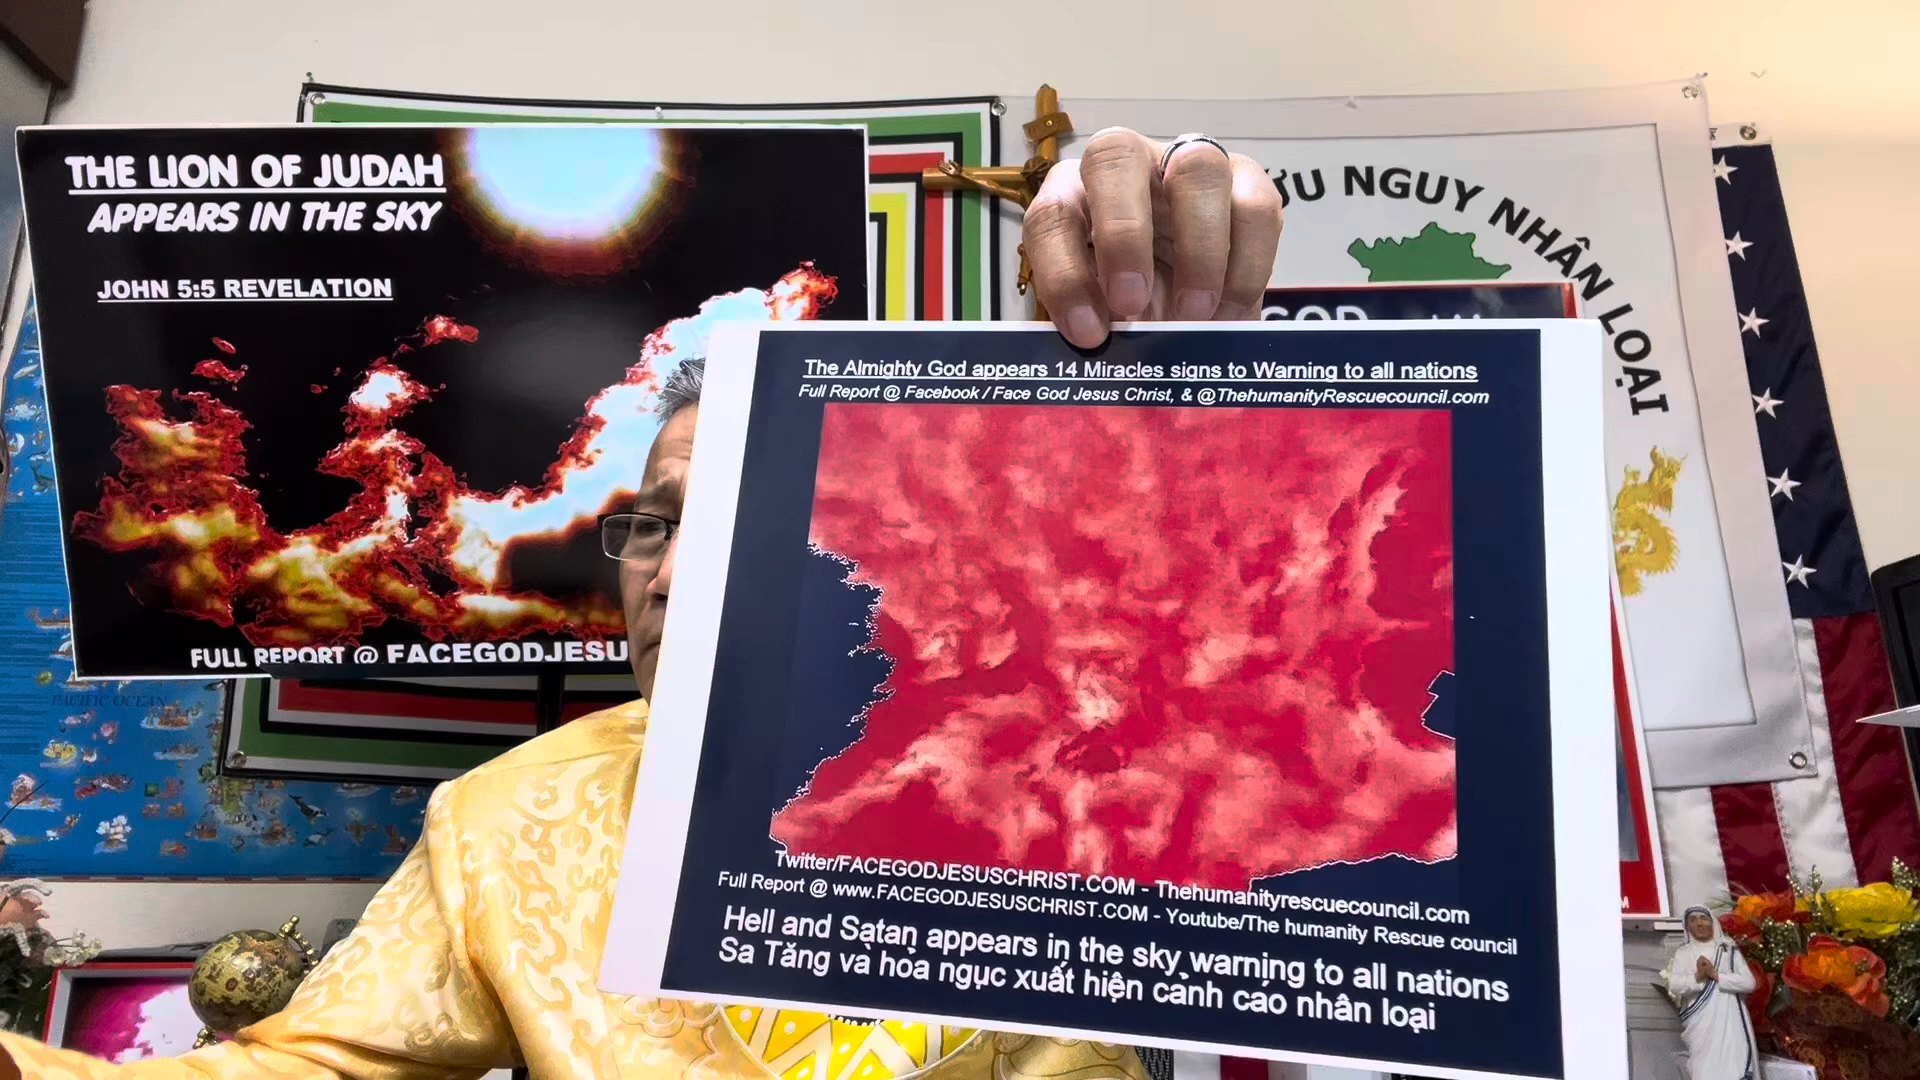 THE LION OF JUDAH
APPEARS IN THE SKY
JOHN 5:5 REVELATION
FULL REPORT @ FACEGODJESU
PACIFIC OCEAN
NGUY NHÂN LOẠI
GOD
The Almighty God appears 14 Miracles signs to Warning to all nations
Full Report @ Facebook / Face God Jesus Christ, & @ThehumanityRescuecouncil.com
Twitter/FACEGODJESUSCHRIST.COM - Thehumanityrescuecouncil.com
Full Report @ www.FACEGODJESUSCHRIST.COM - Youtube/The humanity Rescue council
Hell and Satan appears in the sky warning to all nations
Sa Tăng và hỏa ngục xuất hiện cảnh cáo nhân loại